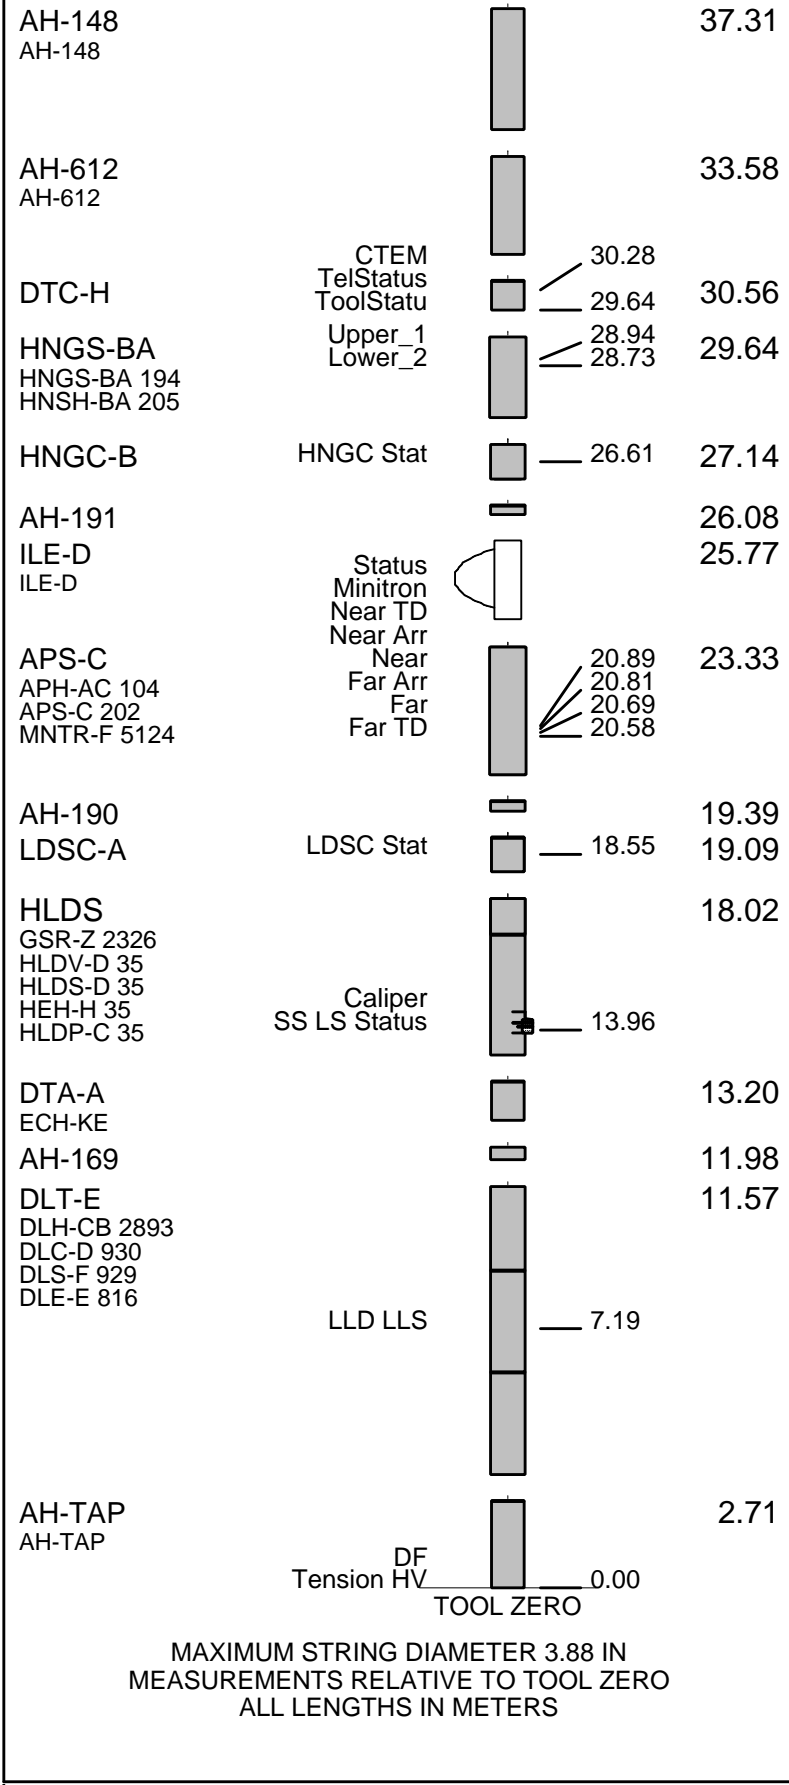 AH-148 37.31
AH-148
AH-612 33.58
AH-612
CTEM 30.28
TelStatus
DTC-H ToolStatu 29.64 30.56
Upper_1 28.94
HNGS-BA Lower_2 28.73 29.64
HNGS-BA 194
HNSH-BA 205
HNGC-B HNGC Stat 26.61 27.14
AH-191 26.08
ILE-D 25.77
ILE-D Status
Minitron
Near TD
Near Arr
APS-C Near 20.89 23.33
APH-AC 104 Far Arr 20.81
APS-C 202 Far 20.69
MNTR-F 5124 Far TD 20.58
AH-190 19.39
LDSC-A LDSC Stat 18.55 19.09
HLDS 18.02
GSR-Z 2326
HLDV-D 35
HLDS-D 35
HEH-H 35 Caliper
HLDP-C 35 SS LS Status 13.96
DTA-A 13.20
ECH-KE
AH-169 11.98
DLT-E 11.57
DLH-CB 2893
DLC-D 930
DLS-F 929
DLE-E 816
LLD LLS 7.19
AH-TAP 2.71
AH-TAP
DF
Tension HV 0.00
TOOL ZERO
MAXIMUM STRING DIAMETER 3.88 IN
MEASUREMENTS RELATIVE TO TOOL ZERO
ALL LENGTHS IN METERS